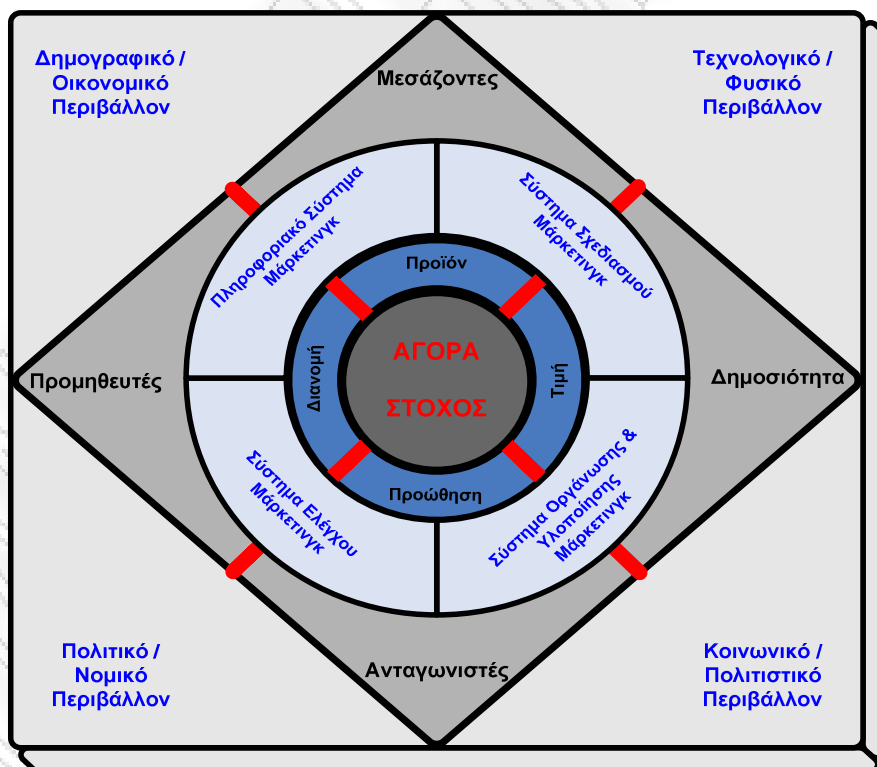 Δημογραφικό /
Οικονομικό
Περιβάλλον
Τεχνολογικό /
Φυσικό
Περιβάλλον
Μεσάζοντες
Πληροφοριακό Σύστημα
Μάρκετινγκ
Σύστημα Σχεδιασμού
Μάρκετινγκ
Προϊόν
Διανομή
ΑΓΟΡΑ
ΣΤΟΧΟΣ
Τιμή
Προμηθευτές
Δημοσιότητα
Σύστημα Ελέγχου
Μάρκετινγκ
Προώθηση
Σύστημα Οργάνωσης &
Υλοποίησης
Μάρκετινγκ
Ανταγωνιστές
Πολιτικό /
Νομικό
Περιβάλλον
Κοινωνικό /
Πολιτιστικό
Περιβάλλον